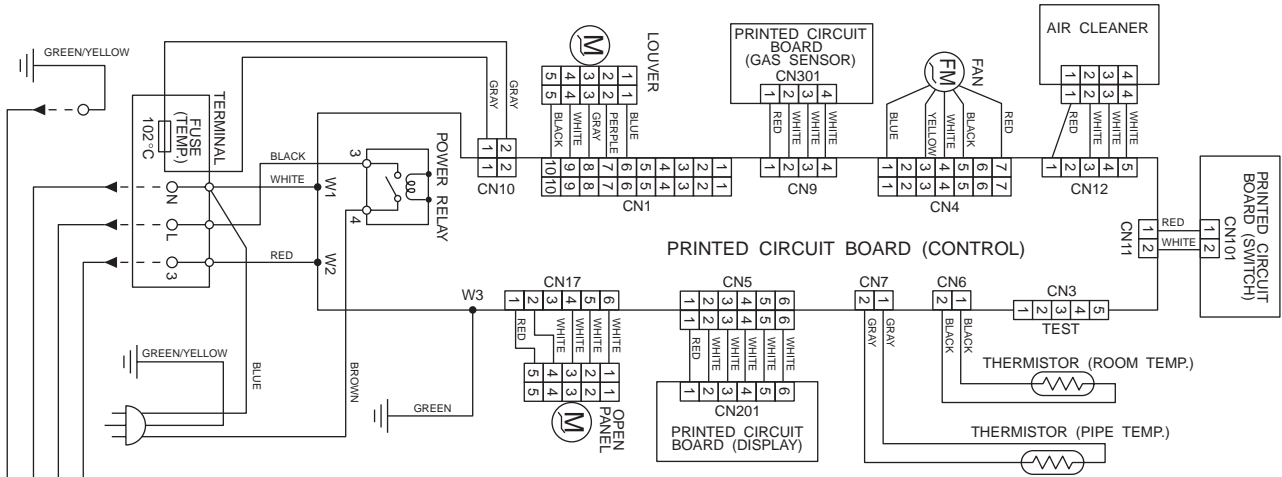 GREEN/YELLOW
TERMINAL
FUSE
(TEMP.)
102°C
N
L
3
BLACK
WHITE
RED
W1
W2
POWER RELAY
3
4
GRAY
GRAY
1 2
1 2
CN10
LOUVER
M
5 4 3 2 1
5 4 3 2 1
BLACK
WHITE
GRAY
PERPLE
BLUE
10 9 8 7 6 5 4 3 2 1
10 9 8 7 6 5 4 3 2 1
CN1
PRINTED CIRCUIT
BOARD
(GAS SENSOR)
CN301
1 2 3 4
RED
WHITE
WHITE
WHITE
1 2 3 4
CN9
FAN
FM
BLUE
YELLOW
WHITE
BLACK
RED
1 2 3 4 5 6 7
1 2 3 4 5 6 7
CN4
AIR CLEANER
1 2 3 4
1 2 3 4
RED
WHITE
WHITE
WHITE
1 2 3 4 5
CN12
PRINTED CIRCUIT BOARD (CONTROL)
CN11
1
2
RED
WHITE
1
2
CN101
PRINTED CIRCUIT
BOARD (SWITCH)
W3
GREEN
CN17
1 2 3 4 5 6
RED
WHITE
WHITE
WHITE
WHITE
5 4 3 2 1
5 4 3 2 1
M
OPEN
PANEL
CN5
1 2 3 4 5 6
1 2 3 4 5 6
RED
WHITE
WHITE
WHITE
WHITE
WHITE
1 2 3 4 5 6
CN201
PRINTED CIRCUIT
BOARD (DISPLAY)
CN7
2 1
GRAY
GRAY
CN6
2 1
BLACK
BLACK
CN3
1 2 3 4 5
TEST
THERMISTOR (ROOM TEMP.)
THERMISTOR (PIPE TEMP.)
GREEN/YELLOW
BLUE
BROWN